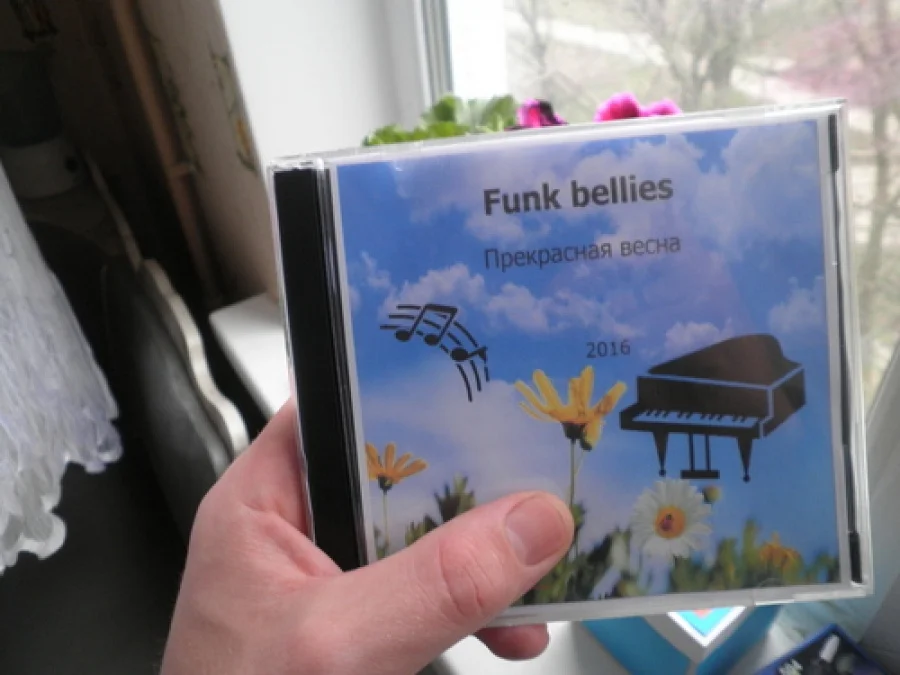 Funk bellies
Прекрасная весна
2016